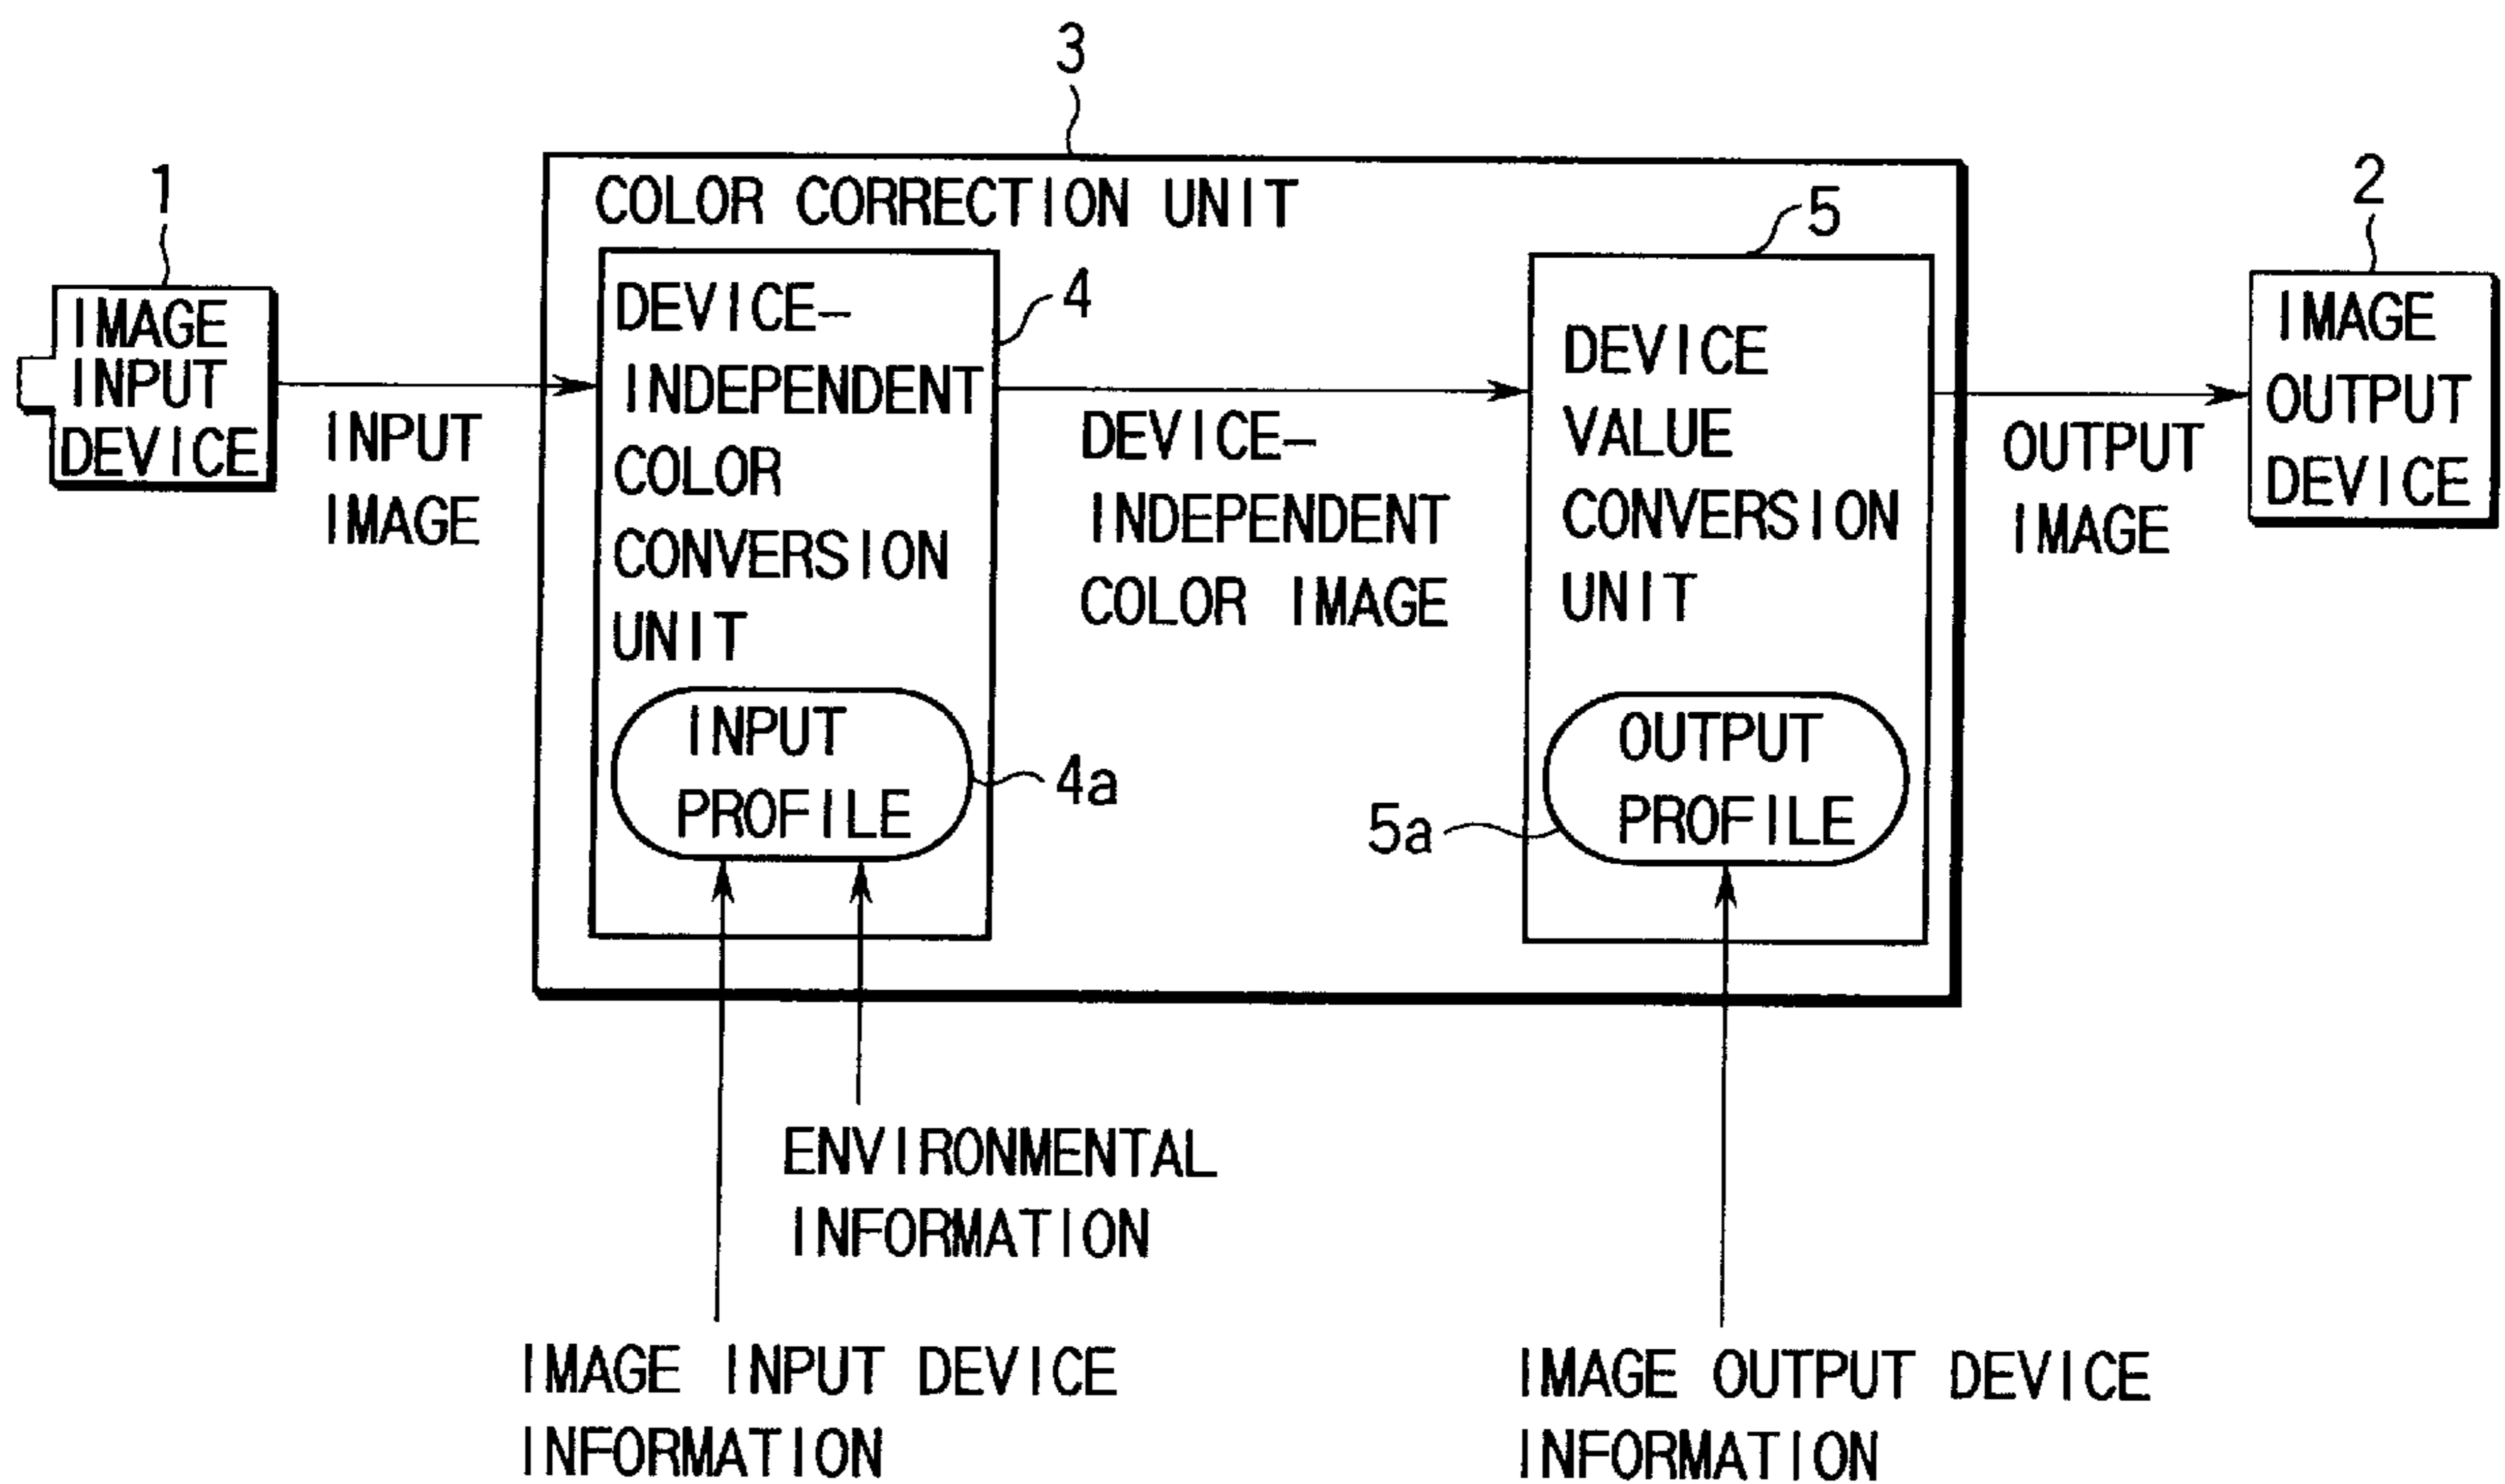 3
1
2
COLOR CORRECTION UNIT
5
4
IMAGE
INPUT
DEVICE
INPUT
IMAGE
DEVICE-
INDEPENDENT
COLOR
CONVERSION
UNIT
INPUT
PROFILE
4a
DEVICE-
INDEPENDENT
COLOR IMAGE
DEVICE
VALUE
CONVERSION
UNIT
OUTPUT
PROFILE
5a
OUTPUT
IMAGE
IMAGE
OUTPUT
DEVICE
ENVIRONMENTAL
INFORMATION
IMAGE INPUT DEVICE
INFORMATION
IMAGE OUTPUT DEVICE
INFORMATION